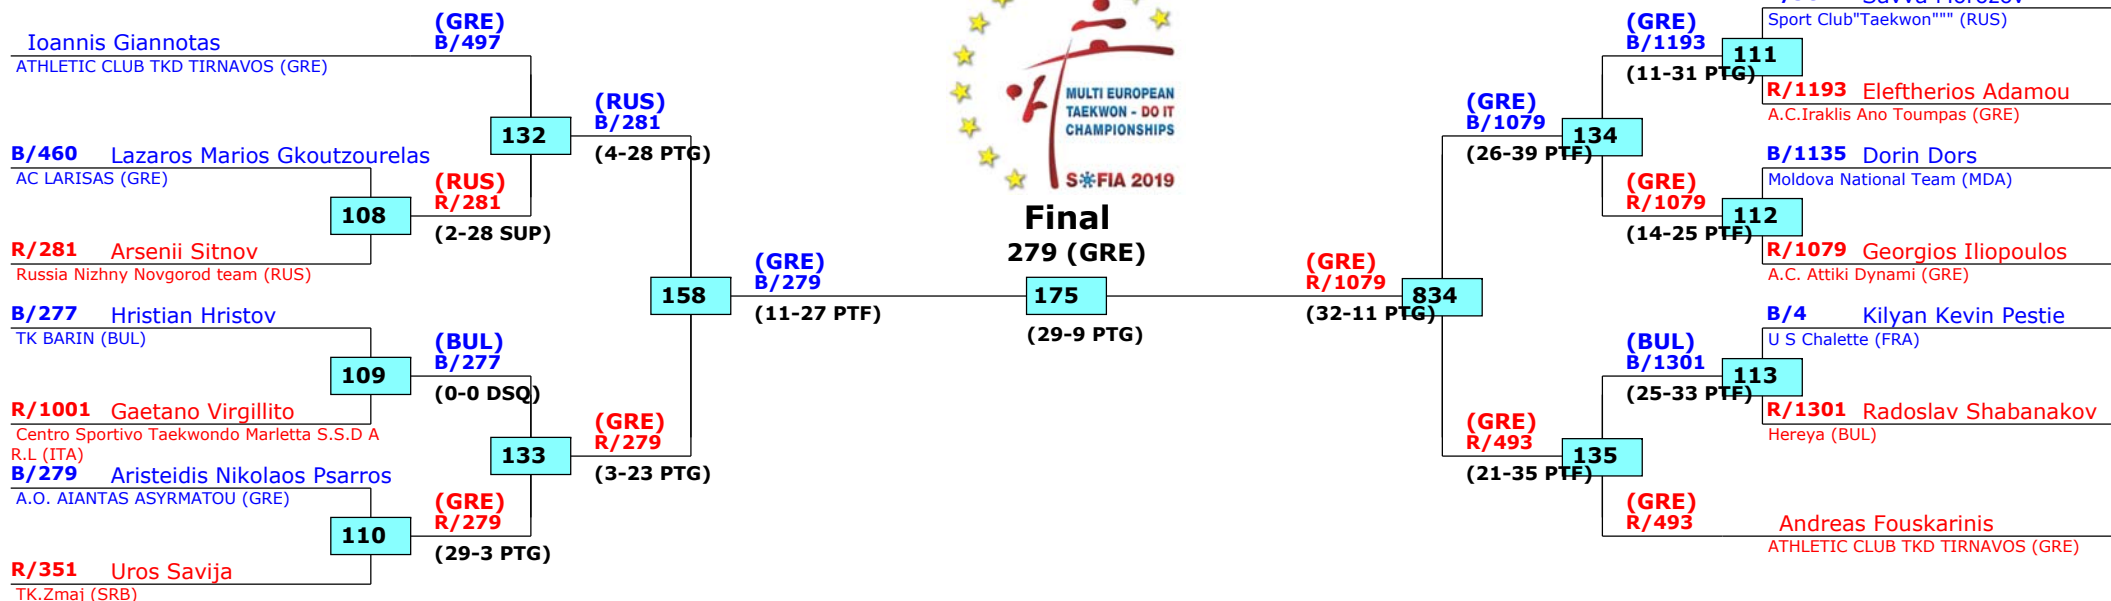 Ioannis Giannotas
ATHLETIC CLUB TKD TIRNAVOS (GRE)
B/460 Lazaros Marios Gkoutzourelas
AC LARISAS (GRE)
R/281 Arsenii Sitnov
Russia Nizhny Novgorod team (RUS)
B/277 Hristian Hristov
TK BARIN (BUL)
R/1001 Gaetano Virgillito
Centro Sportivo Taekwondo Marletta S.S.D A
R.L (ITA)
B/279 Aristeidis Nikolaos Psarros
A.O. AIANTAS ASYRMATOU (GRE)
R/351 Uros Savija
TK.Zmaj (SRB)
108
109
110
(GRE)
B/497
(RUS)
R/281
(2-28 SUP)
(BUL)
B/277
(0-0 DSQ)
(GRE)
R/279
(29-3 PTG)
132
133
(RUS)
B/281
(4-28 PTG)
(GRE)
R/279
(3-23 PTG)
158
(GRE)
B/279
(11-27 PTF)
MULTI EUROPEAN
TAEKWON - DO IT
CHAMPIONSHIPS
S FIA 2019
Final
279 (GRE)
175
(29-9 PTG)
(GRE)
R/1079
(32-11 PTG)
834
(GRE)
B/1079
(26-39 PTF)
(GRE)
R/493
(21-35 PTF)
134
135
(GRE)
B/1193
(11-31 PTG)
(GRE)
R/1079
(14-25 PTF)
(BUL)
B/1301
(25-33 PTF)
(GRE)
R/493
111
112
113
Sport Club"Taekwon""" (RUS)
R/1193 Eleftherios Adamou
A.C.Iraklis Ano Toumpas (GRE)
B/1135 Dorin Dors
Moldova National Team (MDA)
R/1079 Georgios Iliopoulos
A.C. Attiki Dynami (GRE)
B/4 Kilyan Kevin Pestie
U S Chalette (FRA)
R/1301 Radoslav Shabanakov
Hereya (BUL)
Andreas Fouskarinis
ATHLETIC CLUB TKD TIRNAVOS (GRE)